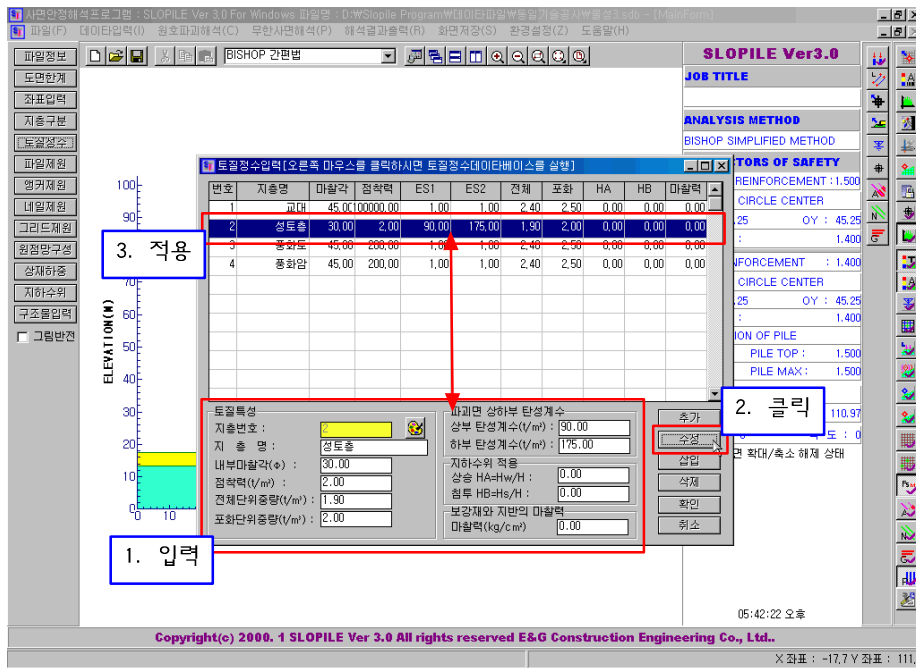 사면안정해석프로그램 : SLOPILE Ver 3,0 For Windows 파일명 : D:\Slopile Program\데이타파일\동일기술공사\
파일(F) 데이타입력(I) 원호파괴해석(C) 무한사면해석(P) 해석결과출력(R) 화면저장(S) 환경설정(Z) 도움말(H)
파일정보
도면한계
좌표입력
지층구분
토질정수
파일제원
앵커제원
네일제원
그리드제원
원점망구성
상재하중
지하수위
구조물입력
그림반전
BISHOP 간편법
SLOPILE Ver3.0
JOB TITLE
ANALYSIS METHOD
BISHOP SIMPLIFIED METHOD
TORS OF SAFETY
REINFORCEMENT : 1.500
CIRCLE CENTER
.25 OY : 45.25
: 1.400
NFORCEMENT : 1.400
CIRCLE CENTER
.25 OY : 45.25
: 1.400
ION OF PILE
PILE TOP : 1.500
PILE MAX : 1.500
110.97
도 : 0
면 확대/축소 해제 상태
05:42:22 오후
토질정수입력[오른쪽 마우스를 클릭하시면 토질정수데이타베이스를 실행]
번호 지층명 마찰각 점착력 ES1 ES2 전체 포화 HA HB 마찰력
1 교대 45,00 100000,00 1,00 1,00 2,40 2,50 0,00 0,00 0,00
2 성토층 30,00 2,00 90,00 175,00 1,90 2,00 0,00 0,00 0,00
3 풍화토 45,00 200,00 1,00 1,00 2,40 2,50 0,00 0,00 0,00
4 풍화암 45,00 200,00 1,00 1,00 2,40 2,50 0,00 0,00 0,00
3. 적용
2. 클릭
1. 입력
토질특성
지층번호 : 2
지 층 명 : 성토층
내부마찰각(φ) : 30.00
점착력(t/m²) : 2.00
전체단위중량(t/m³) : 1.90
포화단위중량(t/m³) : 2.00
파괴면 상하부 탄성계수
상부 탄성계수(t/m²) : 90.00
하부 탄성계수(t/m²) : 175.00
지하수위 적용
상승 HA=Hw/H : 0.00
침투 HB=Hs/H : 0.00
보강재와 지반의 마찰력
마찰력(kg/cm²) 0.00
추가
수정
삽입
삭제
확인
취소
ELEVATION(M)
100
90
70
60
50
40
30
20
10
0
0 10
Copyright(c) 2000. 1 SLOPILE Ver 3.0 All rights reserved E&G Construction Engineering Co., Ltd..
X 좌표 : -17,7 Y 좌표 : 111,